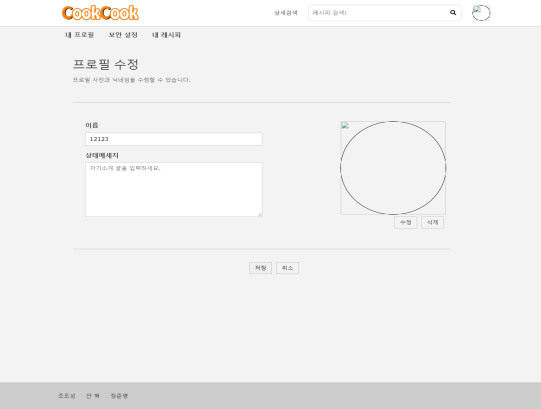 CookCook
상세검색
레시피 검색!
내 프로필 보안 설정 내 레시피
프로필 수정
프로필 사진과 닉네임을 수정할 수 있습니다.
이름
12123
상태메세지
자기소개 글을 입력하세요.
수정 삭제
저장 취소